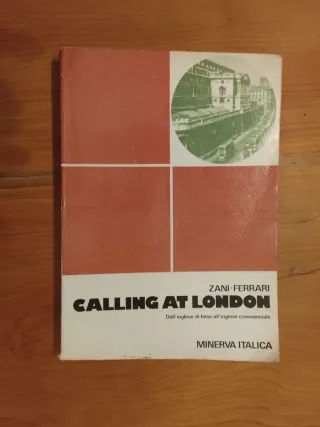 ZANI-FERRARI
CALLING AT LONDON
Dall'inglese di base all'inglese commerciale
MINERVA ITALICA